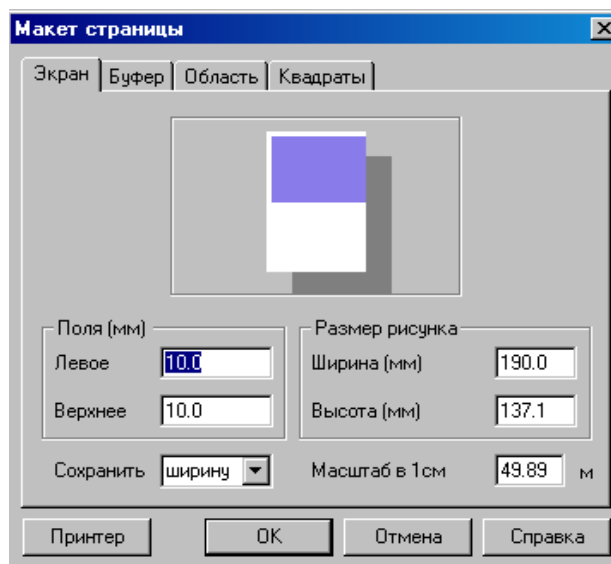 Макет страницы
Экран Буфер Область Квадраты
Поля (мм) Размер рисунка
Левое 10.0 Ширина (мм) 190.0
Верхнее 10.0 Высота (мм) 137.1
Сохранить ширину Масштаб в 1см 49.89 м
Принтер OK Отмена Справка